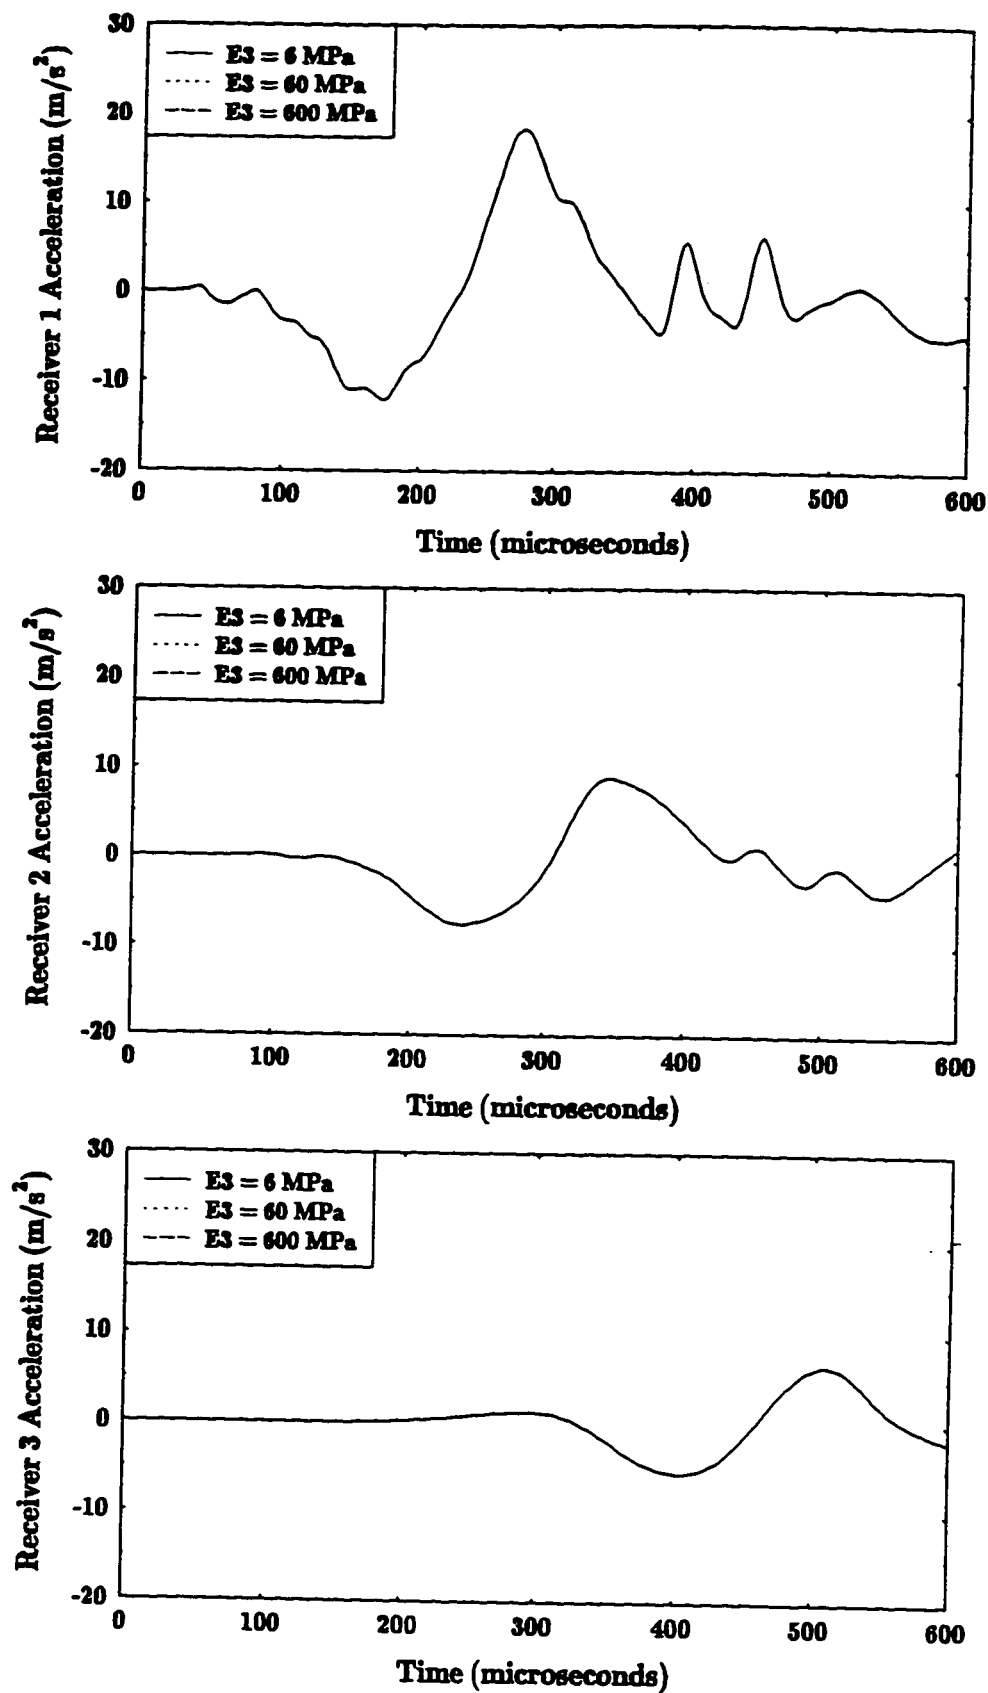 30
20
10
0
-10
-20
Receiver 1 Acceleration (m/s²)
E3 = 6 MPa
E3 = 60 MPa
E3 = 600 MPa
0 100 200 300 400 500 600
Time (microseconds)
30
20
10
0
-10
-20
Receiver 2 Acceleration (m/s²)
E3 = 6 MPa
E3 = 60 MPa
E3 = 600 MPa
0 100 200 300 400 500 600
Time (microseconds)
30
20
10
0
-10
-20
Receiver 3 Acceleration (m/s²)
E3 = 6 MPa
E3 = 60 MPa
E3 = 600 MPa
0 100 200 300 400 500 600
Time (microseconds)